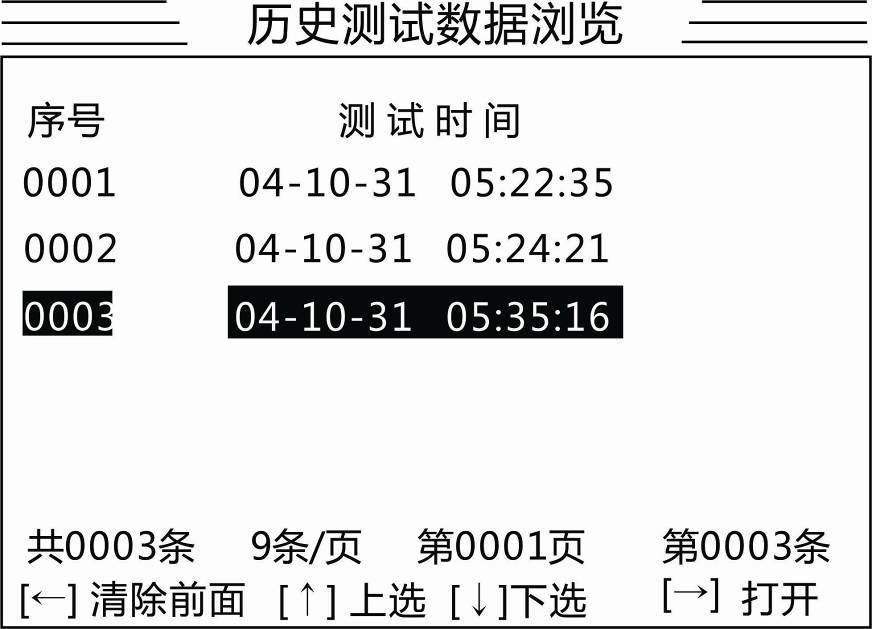 历史测试数据浏览
序号 测试时间
0001 04-10-31 05:22:35
0002 04-10-31 05:24:21
0003 04-10-31 05:35:16
共0003条 9条/页 第0001页 第0003条
[←] 清除前面 [↑] 上选 [↓]下选 [→] 打开